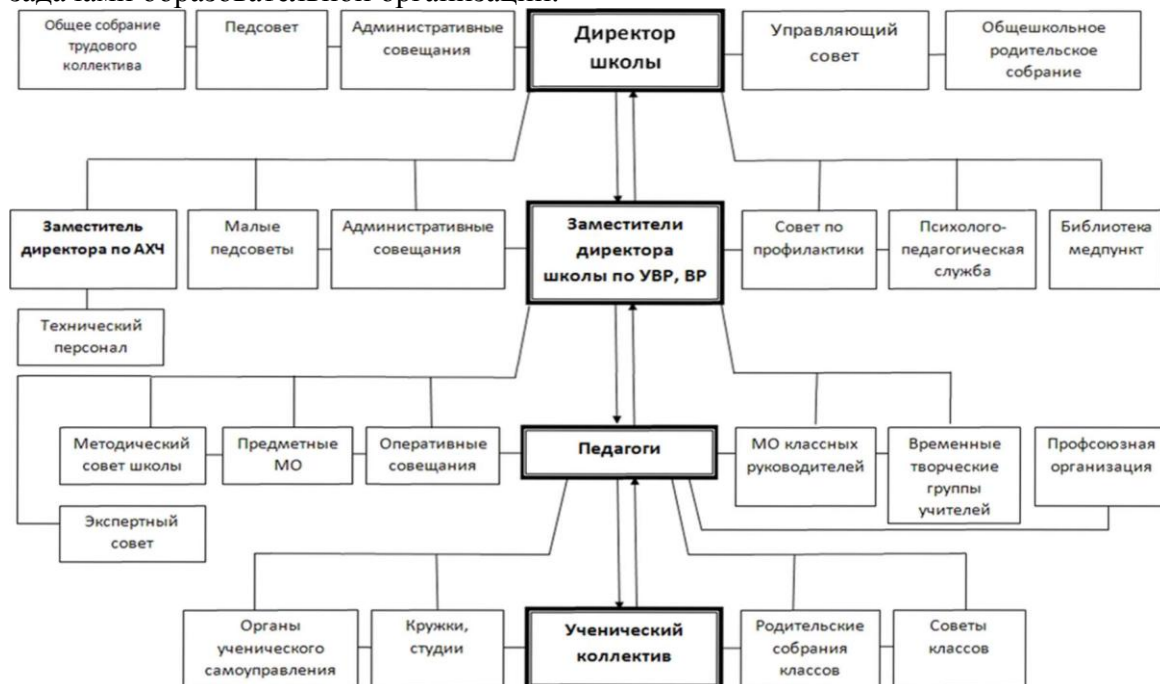 задачами образовательной организации.
Общее собрание
трудового
коллектива
Педсовет
Административные
совещания
Директор
школы
Управляющий
совет
Общешкольное
родительское
собрание
Заместитель
директора по АХЧ
Малые
педсоветы
Административные
совещания
Заместители
директора
школы по УВР, ВР
Совет по
профилактики
Психолого-
педагогическая
служба
Библиотека
медпункт
Технический
персонал
Методический
совет школы
Предметные
МО
Оперативные
совещания
Педагоги
МО классных
руководителей
Временные
творческие
группы
учителей
Профсоюзная
организация
Экспертный
совет
Органы
ученического
самоуправления
Кружки,
студии
Ученический
коллектив
Родительские
собрания
классов
Советы
классов